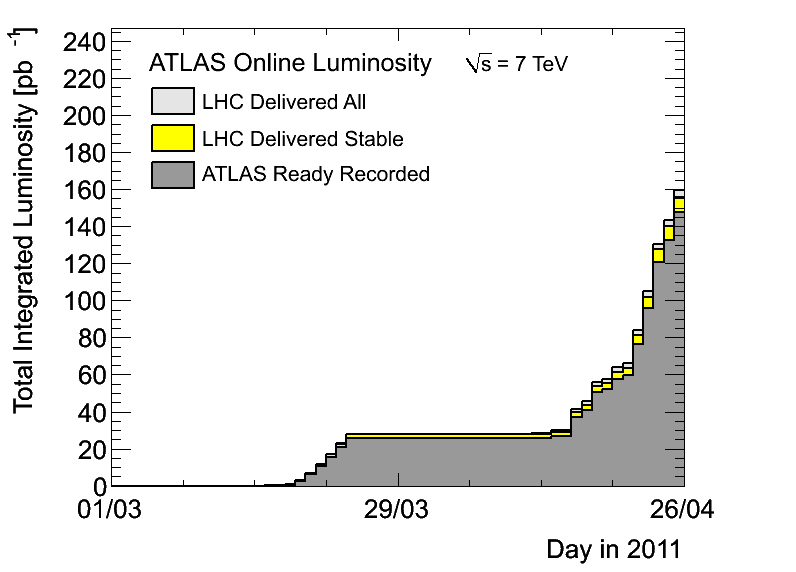 Total Integrated Luminosity [pb ⁻¹]
240
220
200
180
160
140
120
100
80
60
40
20
0
ATLAS Online Luminosity √s = 7 TeV
LHC Delivered All
LHC Delivered Stable
ATLAS Ready Recorded
01/03 29/03 26/04
Day in 2011